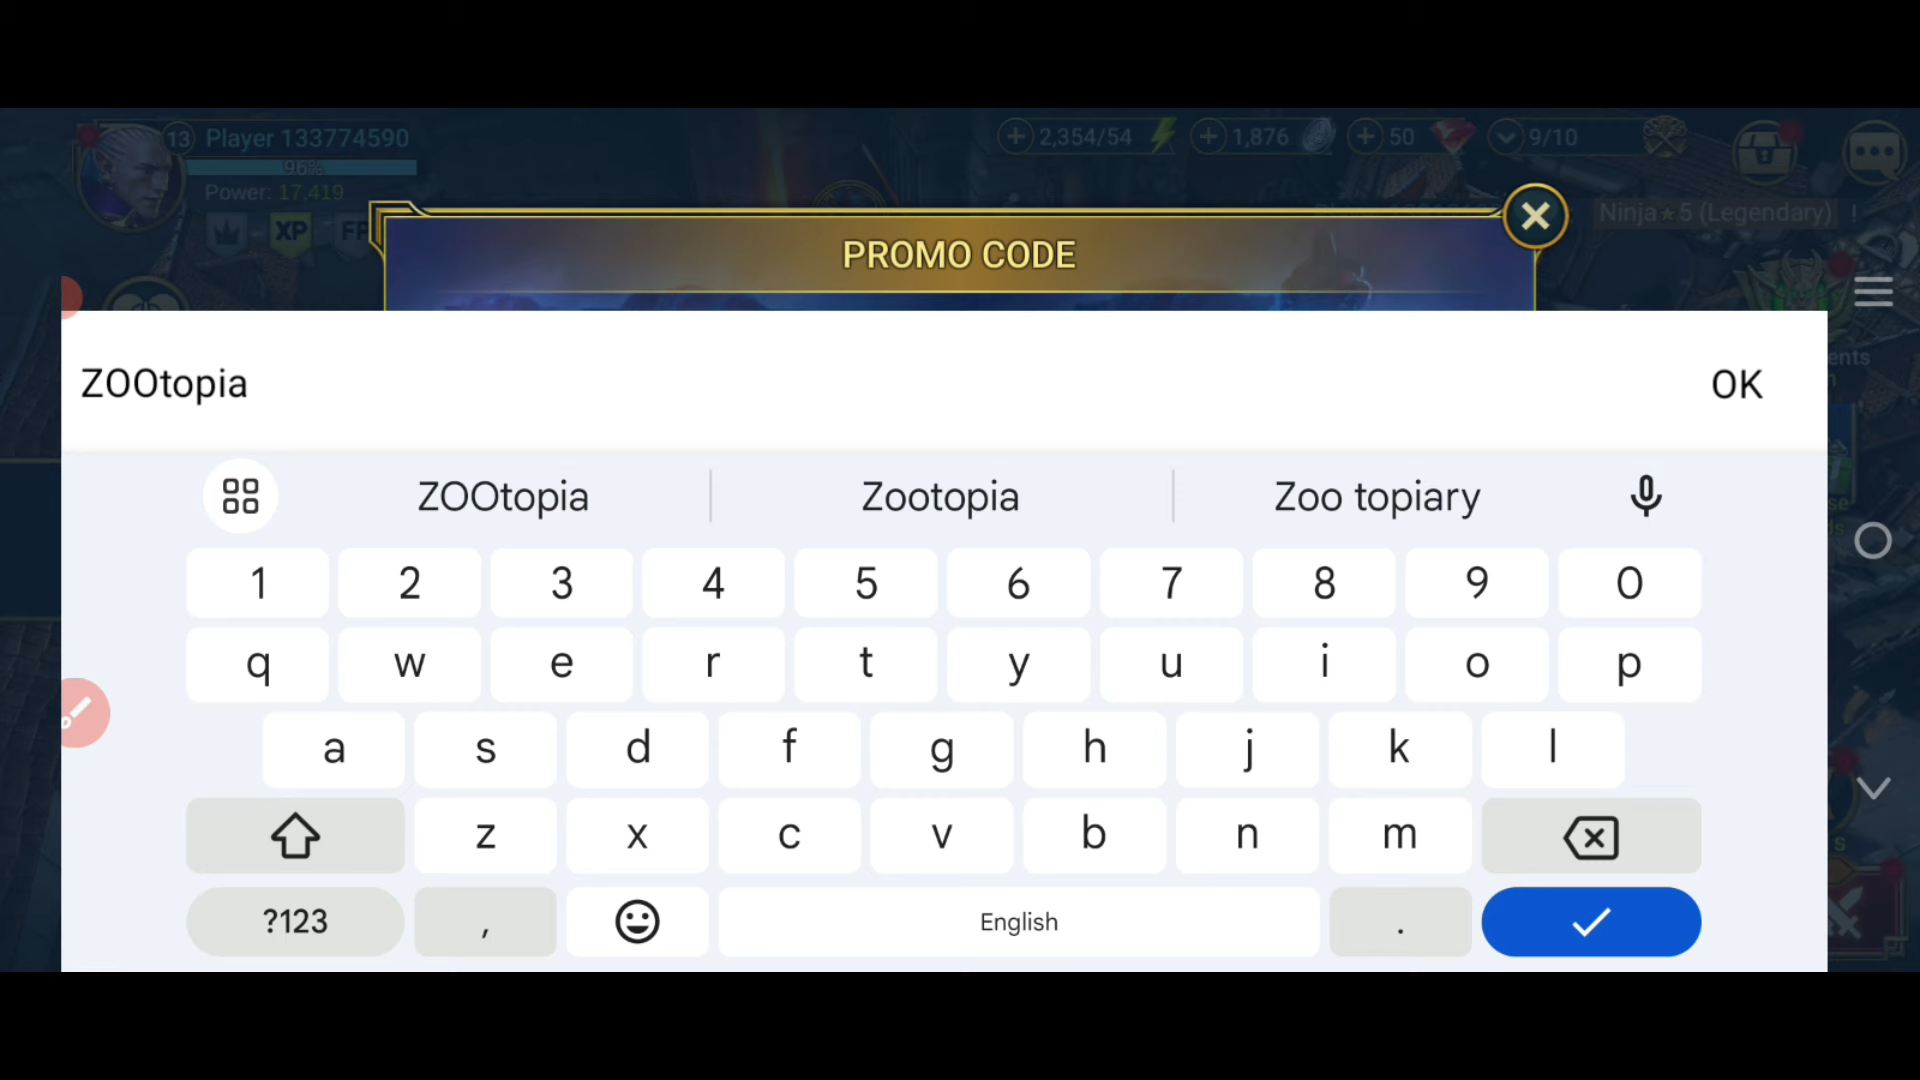 13 Player 133774590
2,354/54
1,876
50
9/10
96%
Power: 17,419
XP
FP
Ninja★5 (Legendary) !
PROMO CODE
ents
ZOOtopia
OK
ZOOtopia
Zootopia
Zoo topiary
1 2 3 4 5 6 7 8 9 0
q w e r t y u i o p
a s d f g h j k l
z x c v b n m
?123 , English .